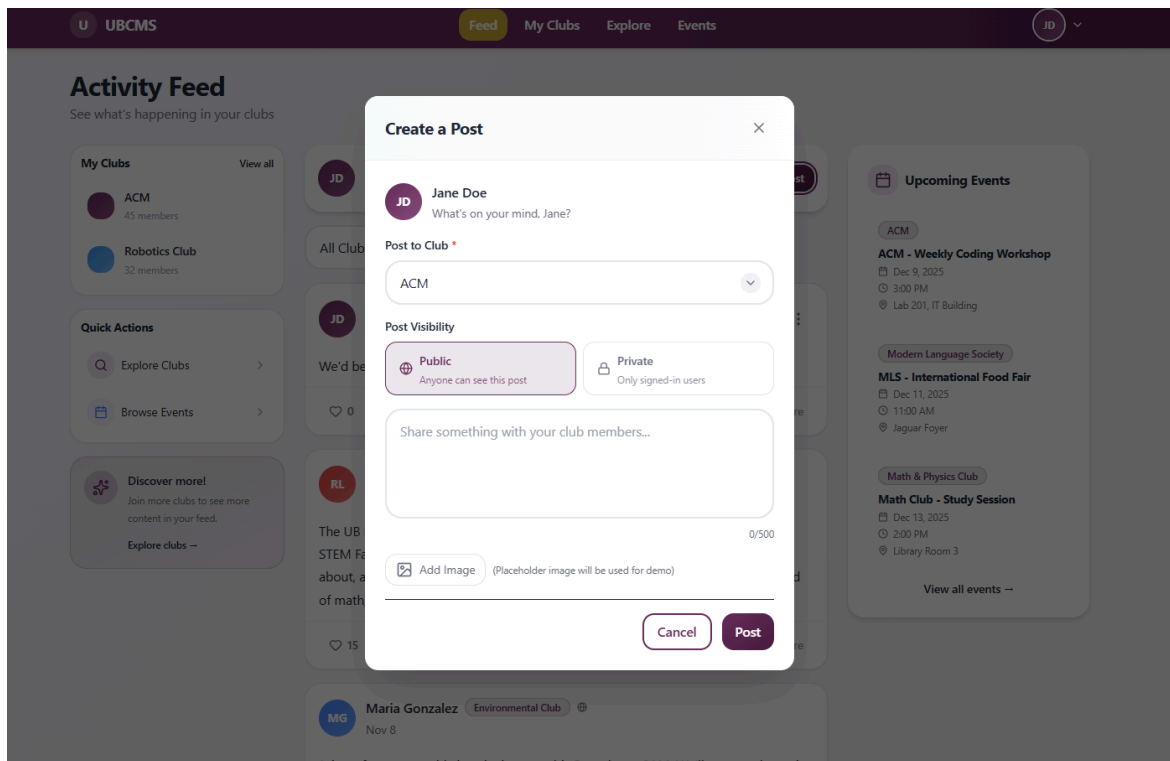 U UBCMS Feed My Clubs Explore Events JD
Activity Feed
See what's happening in your clubs
My Clubs View all
ACM
45 members
Robotics Club
32 members
Quick Actions
Explore Clubs
Browse Events
Discover more!
Join more clubs to see more
content in your feed.
Explore clubs →
JD
All Club
JD
We'd be
0
RL
The UB
STEM Fa
about, a
of math
15
MG
Maria Gonzalez Environmental Club
Nov 8
Create a Post
JD
Jane Doe
What's on your mind, Jane?
Post to Club *
ACM
Post Visibility
Public
Anyone can see this post
Private
Only signed-in users
Share something with your club members...
0/500
Add Image (Placeholder image will be used for demo)
Cancel Post
Upcoming Events
ACM
ACM - Weekly Coding Workshop
Dec 9, 2025
3:00 PM
Lab 201, IT Building
Modern Language Society
MLS - International Food Fair
Dec 11, 2025
11:00 AM
Jaguar Foyer
Math & Physics Club
Math Club - Study Session
Dec 13, 2025
2:00 PM
Library Room 3
View all events →